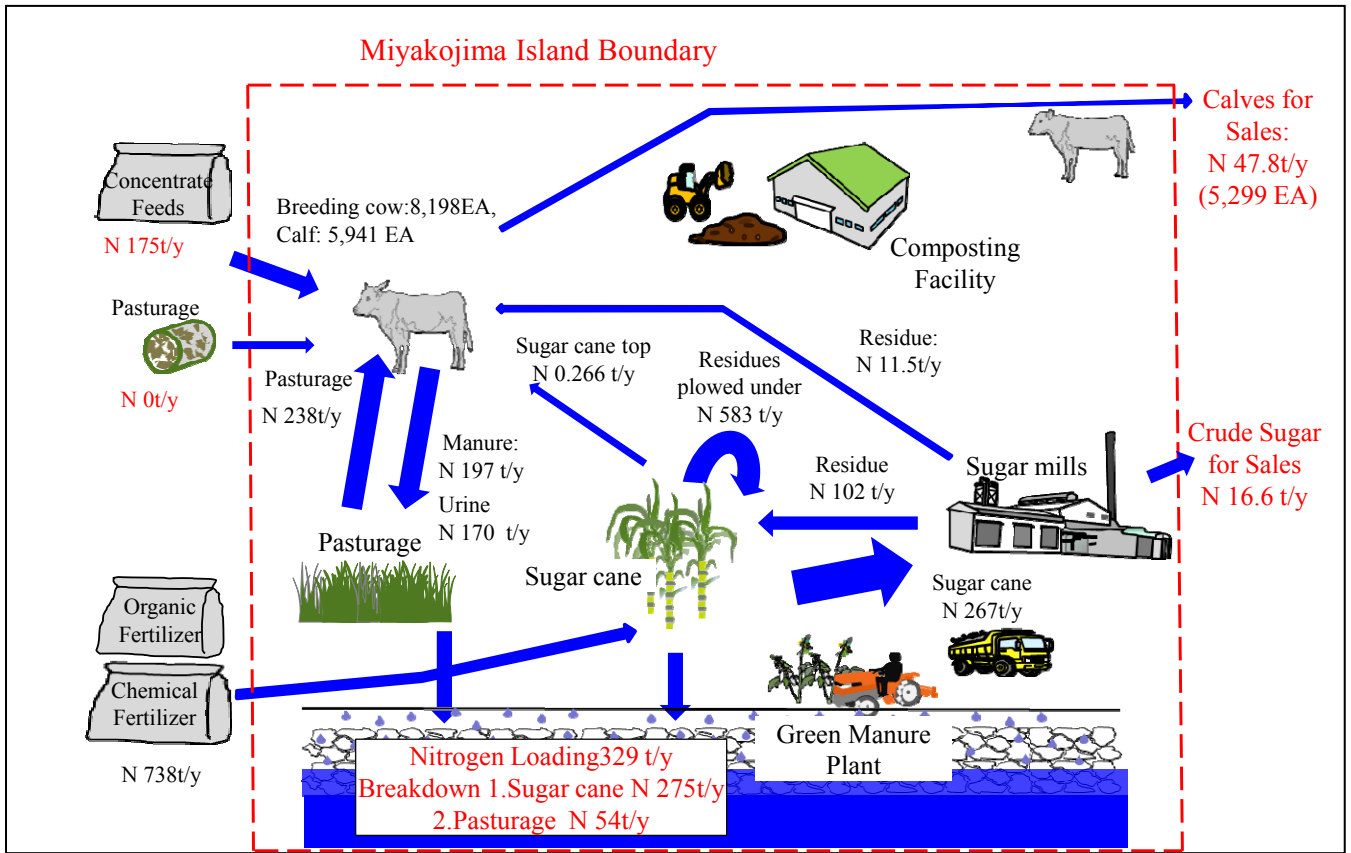 Miyakojima Island Boundary
Calves for
Sales:
N 47.8t/y
(5,299 EA)
Concentrate
Feeds
N 175t/y
Breeding cow:8,198EA,
Calf: 5,941 EA
Composting
Facility
Pasturage
N 0t/y
Pasturage
N 238t/y
Sugar cane top
N 0.266 t/y
Residues
plowed under
N 583 t/y
Residue:
N 11.5t/y
Manure:
N 197 t/y
Urine
N 170 t/y
Residue
N 102 t/y
Sugar mills
Crude Sugar
for Sales
N 16.6 t/y
Pasturage
Sugar cane
Sugar cane
N 267t/y
Organic
Fertilizer
Chemical
Fertilizer
N 738t/y
Green Manure
Plant
Nitrogen Loading329 t/y
Breakdown 1.Sugar cane N 275t/y
2.Pasturage N 54t/y